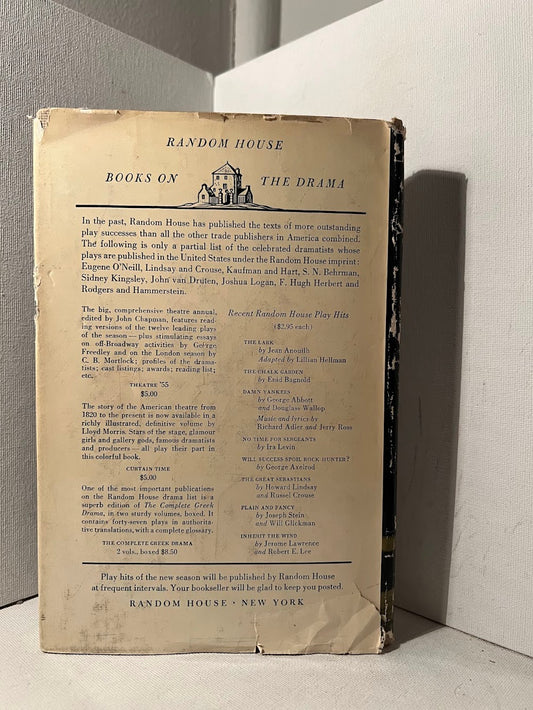 RANDOM HOUSE
BOOKS ON THE DRAMA
In the past, Random House has published the texts of more outstanding
play successes than all the other trade publishers in America combined.
The following is only a partial list of the celebrated dramatists whose
plays are published in the United States under the Random House imprint:
Eugene O'Neill, Lindsay and Crouse, Kaufman and Hart, S. N. Behrman,
Sidney Kingsley, John van Druten, Joshua Logan, F. Hugh Herbert and
Rodgers and Hammerstein.
The big, comprehensive theatre annual,
edited by John Chapman, features read-
ing versions of the twelve leading plays
of the season — plus stimulating essays
on off-Broadway activities by George
Freedley and on the London season by
C. B. Mortlock; profiles of the drama-
tists; cast listings; awards; reading list;
etc.
THEATRE '55
$5.00
The story of the American theatre from
1820 to the present is now available in a
richly illustrated, definitive volume by
Lloyd Morris. Stars of the stage, glamour
girls and gallery gods, famous dramatists
and producers — all play their part in
this colorful book.
CURTAIN TIME
$5.00
One of the most important publications
on the Random House drama list is a
superb edition of The Complete Greek
Drama, in two sturdy volumes, boxed. It
contains forty-seven plays in authorita-
tive translations, with a complete glossary.
THE COMPLETE GREEK DRAMA
2 vols., boxed $8.50
Recent Random House Play Hits
($2.95 each)
THE LARK
by Jean Anouilh
Adapted by Lillian Hellman
THE CHALK GARDEN
by Enid Bagnold
DAMN YANKEES
by George Abbott
and Douglass Wallop
Music and lyrics by
Richard Adler and Jerry Ross
NO TIME FOR SERGEANTS
by Ira Levin
WILL SUCCESS SPOIL ROCK HUNTER?
by George Axelrod
THE GREAT SEBASTIANS
by Howard Lindsay
and Russel Crouse
PLAIN AND FANCY
by Joseph Stein
and Will Glickman
INHERIT THE WIND
by Jerome Lawrence
and Robert E. Lee
Play hits of the new season will be published by Random House
at frequent intervals. Your bookseller will be glad to keep you posted.
RANDOM HOUSE · NEW YORK